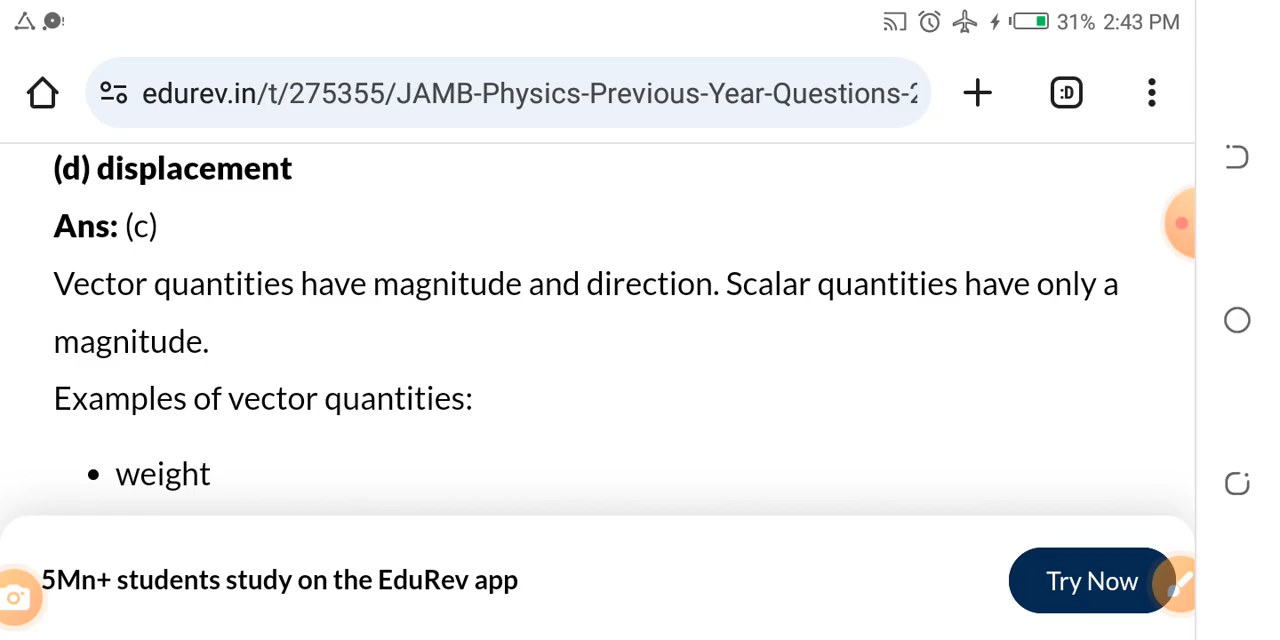 31% 2:43 PM
edurev.in/t/275355/JAMB-Physics-Previous-Year-Questions-2
:D
(d) displacement
Ans: (c)
Vector quantities have magnitude and direction. Scalar quantities have only a
magnitude.
Examples of vector quantities:
• weight
5Mn+ students study on the EduRev app
Try Now